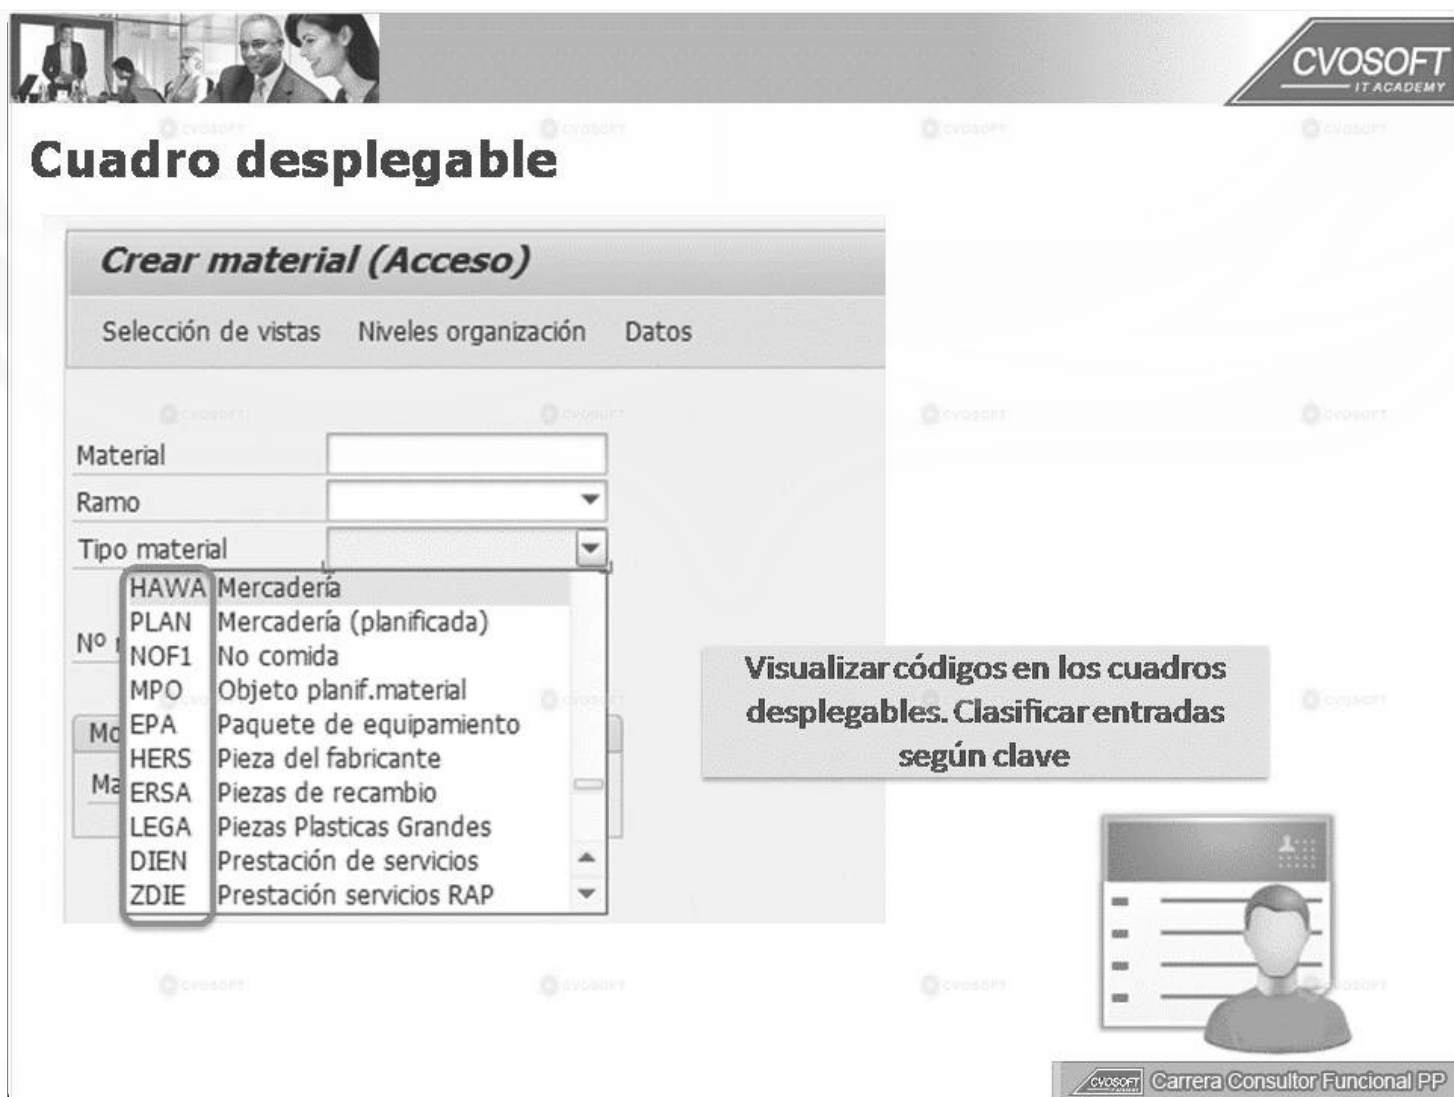 CVOSOFT
IT ACADEMY
Cuadro desplegable
Crear material (Acceso)
Selección de vistas Niveles organización Datos
Material
Ramo
Tipo material
HAWA Mercadería
PLAN Mercadería (planificada)
Nº
NOF1 No comida
MPO Objeto planif.material
EPA Paquete de equipamiento
HERS Pieza del fabricante
ERSA Piezas de recambio
LEGA Piezas Plasticas Grandes
DIEN Prestación de servicios
ZDIE Prestación servicios RAP
Visualizar códigos en los cuadros
desplegables. Clasificar entradas
según clave
CVOSOFT Carrera Consultor Funcional PP